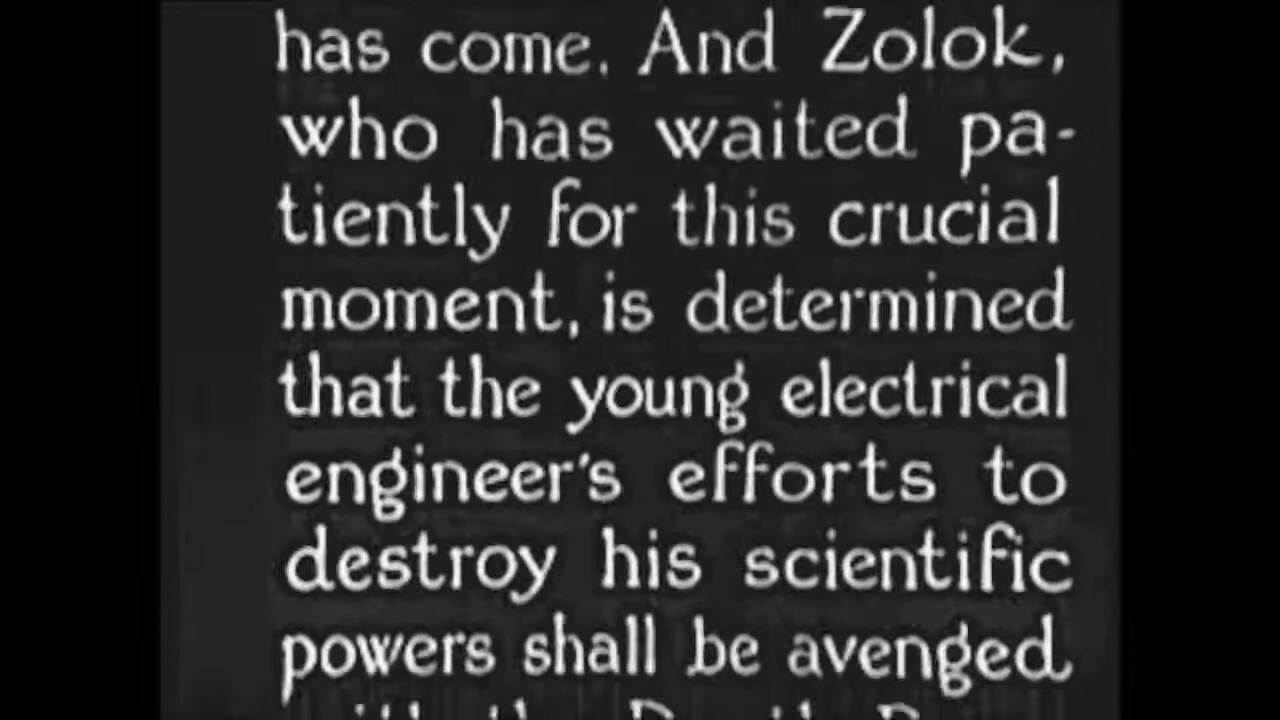 has come. And Zolok,
who has waited pa-
tiently for this crucial
moment, is determined
that the young electrical
engineer's efforts to
destroy his scientific
powers shall be avenged